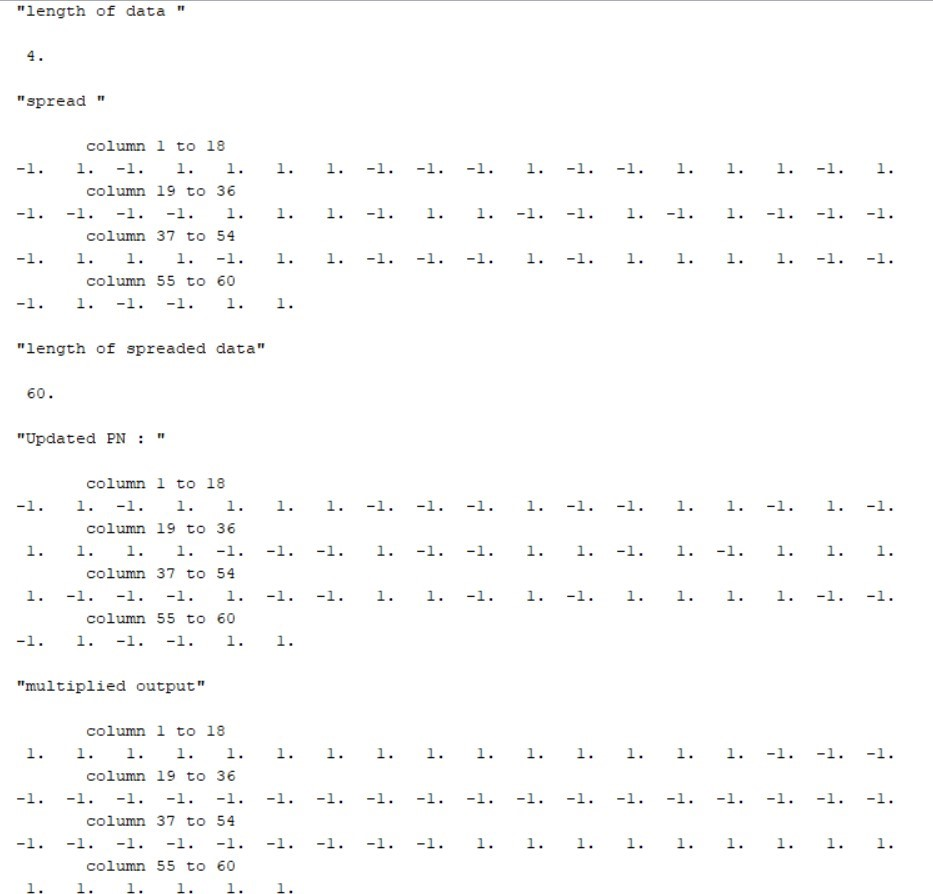 "length of data "
4.
"spread "
column 1 to 18
-1. 1. -1. 1. 1. 1. 1. -1. -1. -1. 1. -1. -1. 1. 1. 1. -1. 1.
column 19 to 36
-1. -1. -1. -1. 1. 1. 1. -1. 1. 1. -1. -1. 1. -1. 1. -1. -1. -1.
column 37 to 54
-1. 1. 1. 1. -1. 1. 1. -1. -1. -1. 1. -1. 1. 1. 1. 1. -1. -1.
column 55 to 60
-1. 1. -1. -1. 1. 1.
"length of spreaded data"
60.
"Updated PN : "
column 1 to 18
-1. 1. -1. 1. 1. 1. 1. -1. -1. -1. 1. -1. -1. 1. 1. -1. 1. -1.
column 19 to 36
1. 1. 1. 1. -1. -1. -1. 1. -1. -1. 1. 1. -1. 1. -1. 1. 1. 1.
column 37 to 54
1. -1. -1. -1. 1. -1. -1. 1. 1. -1. 1. -1. 1. 1. 1. 1. -1. -1.
column 55 to 60
-1. 1. -1. -1. 1. 1.
"multiplied output"
column 1 to 18
1. 1. 1. 1. 1. 1. 1. 1. 1. 1. 1. 1. 1. 1. 1. -1. -1. -1.
column 19 to 36
-1. -1. -1. -1. -1. -1. -1. -1. -1. -1. -1. -1. -1. -1. -1. -1. -1. -1.
column 37 to 54
-1. -1. -1. -1. -1. -1. -1. -1. -1. 1. 1. 1. 1. 1. 1. 1. 1. 1.
column 55 to 60
1. 1. 1. 1. 1. 1.